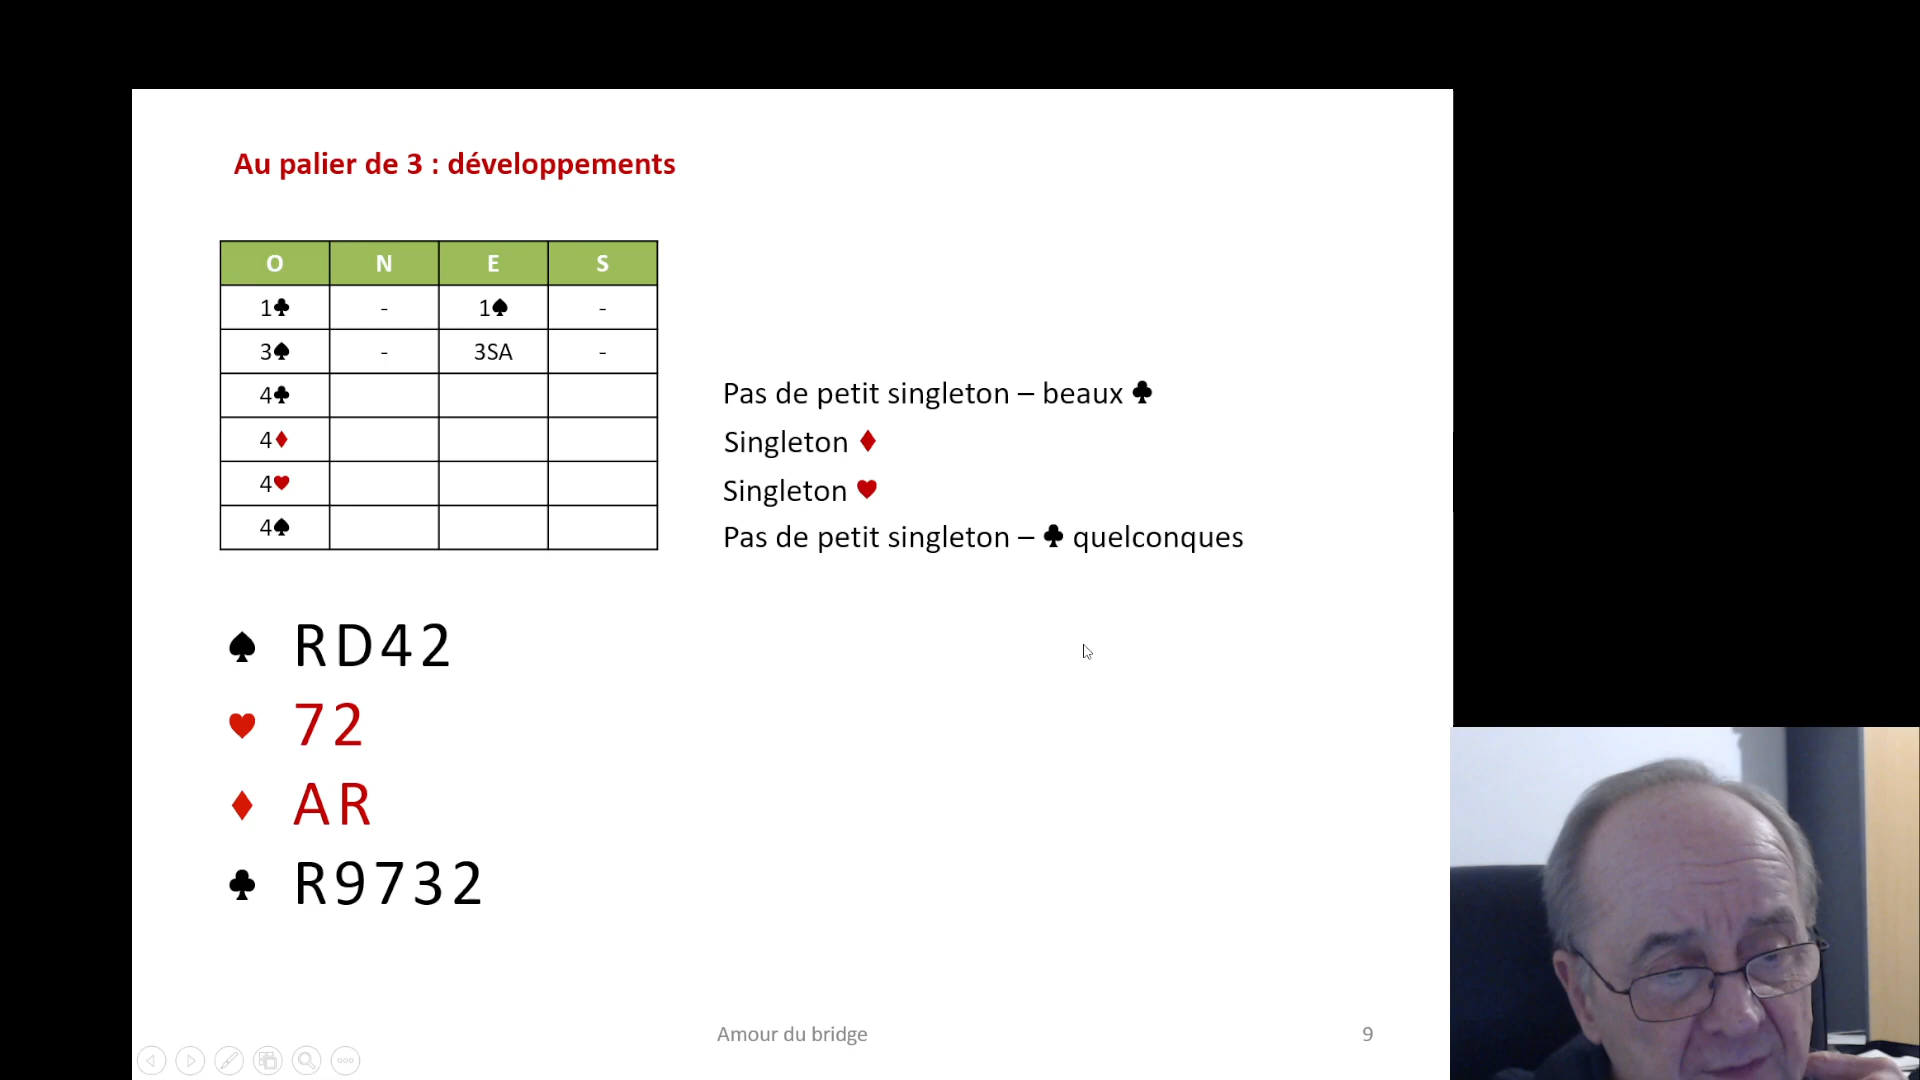 Au palier de 3 : développements
O N E S
1♣ - 1♠ -
3♠ - 3SA -
4♣
Pas de petit singleton – beaux ♣
4♦
Singleton ♦
4♥
Singleton ♥
4♠
Pas de petit singleton – ♣ quelconques
♠ RD42
♥ 72
♦ AR
♣ R9732
Amour du bridge
9